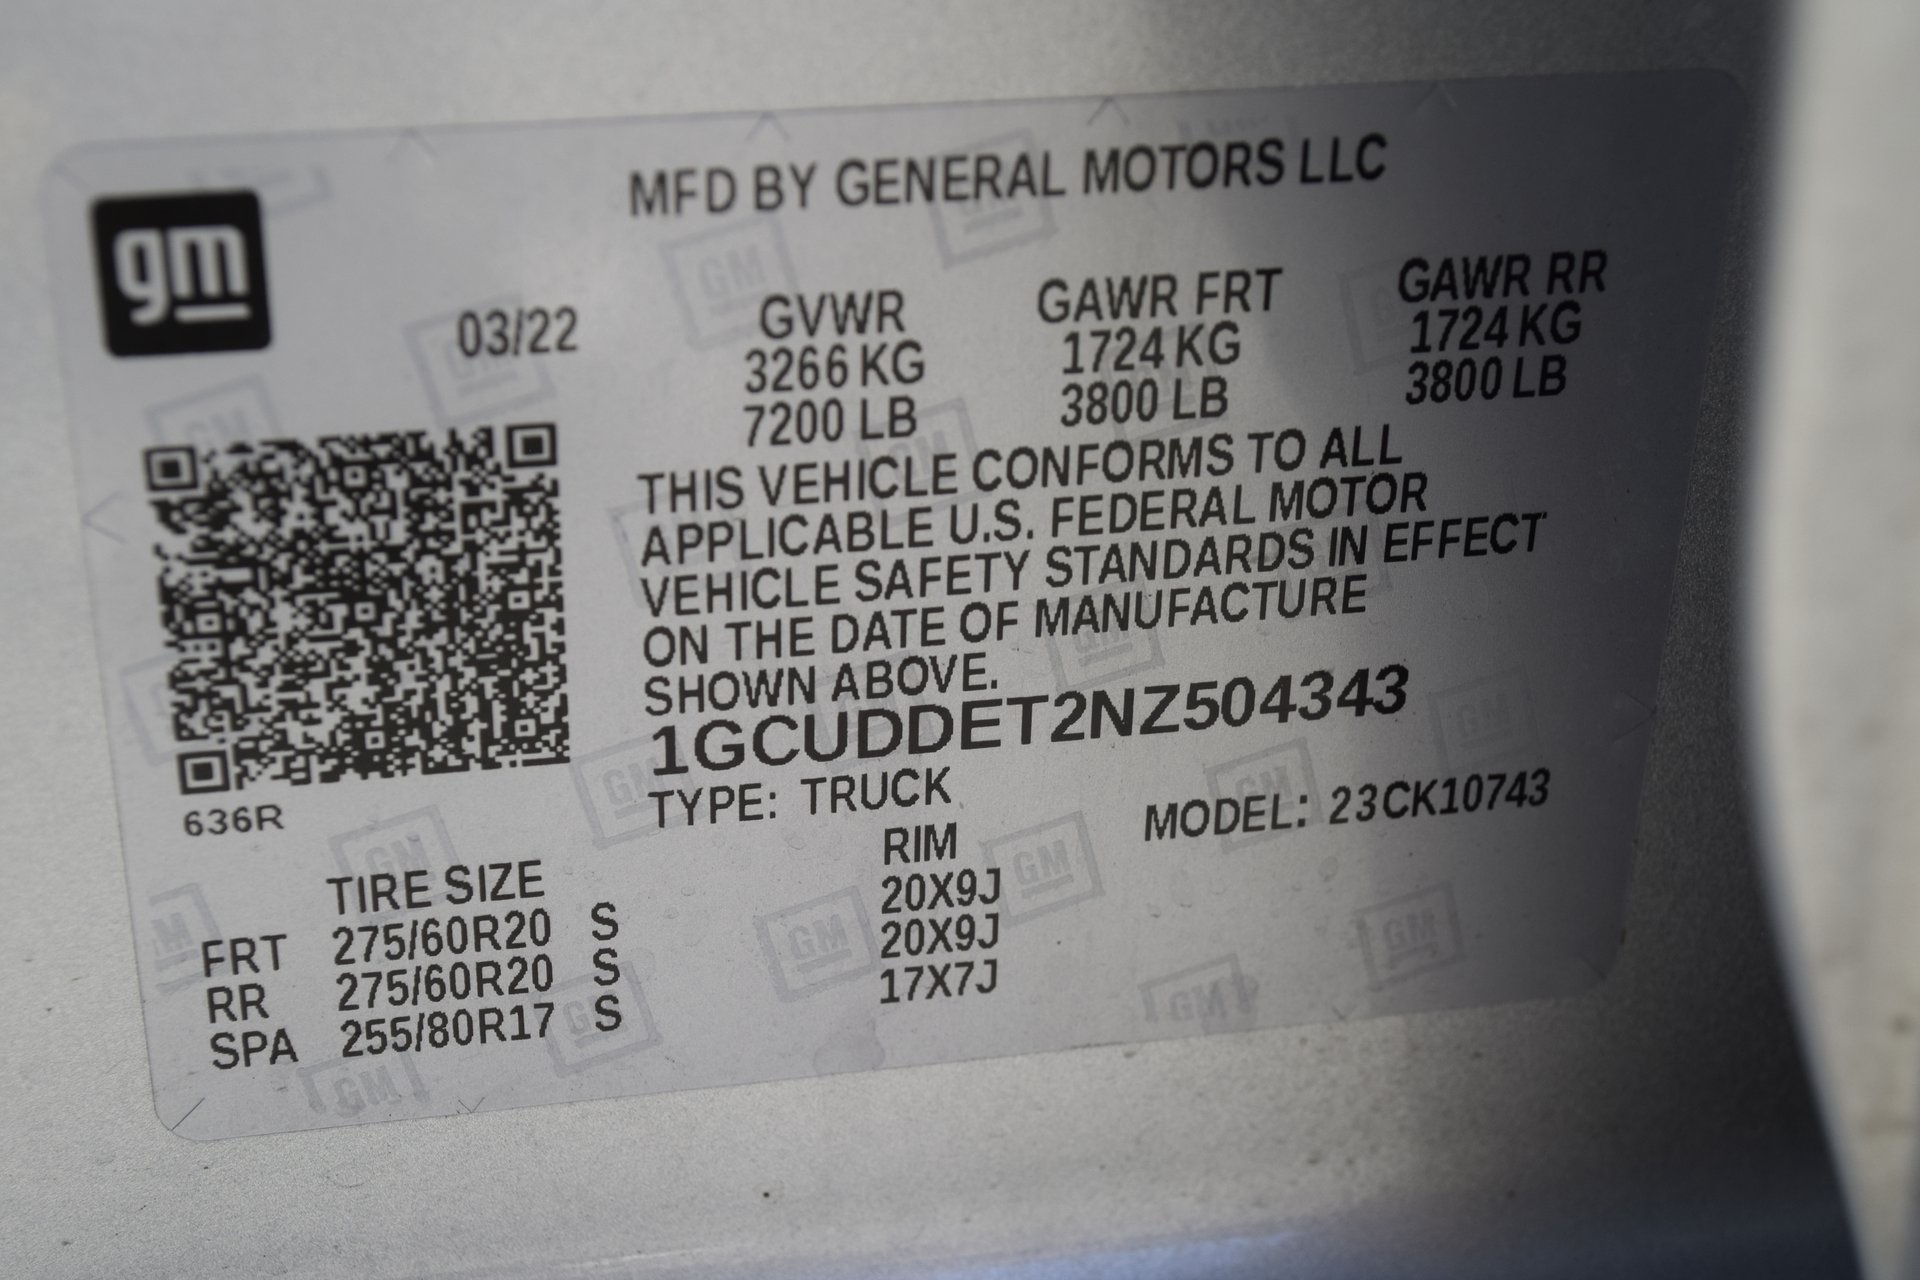 gm
MFD BY GENERAL MOTORS LLC
03/22
GVWR GAWR FRT GAWR RR
3266 KG 1724 KG 1724 KG
7200 LB 3800 LB 3800 LB
THIS VEHICLE CONFORMS TO ALL
APPLICABLE U.S. FEDERAL MOTOR
VEHICLE SAFETY STANDARDS IN EFFECT
ON THE DATE OF MANUFACTURE
SHOWN ABOVE.
1GCUDDET2NZ504343
636R
TYPE: TRUCK MODEL: 23CK10743
TIRE SIZE RIM
FRT 275/60R20 S 20X9J
RR 275/60R20 S 20X9J
SPA 255/80R17 S 17X7J